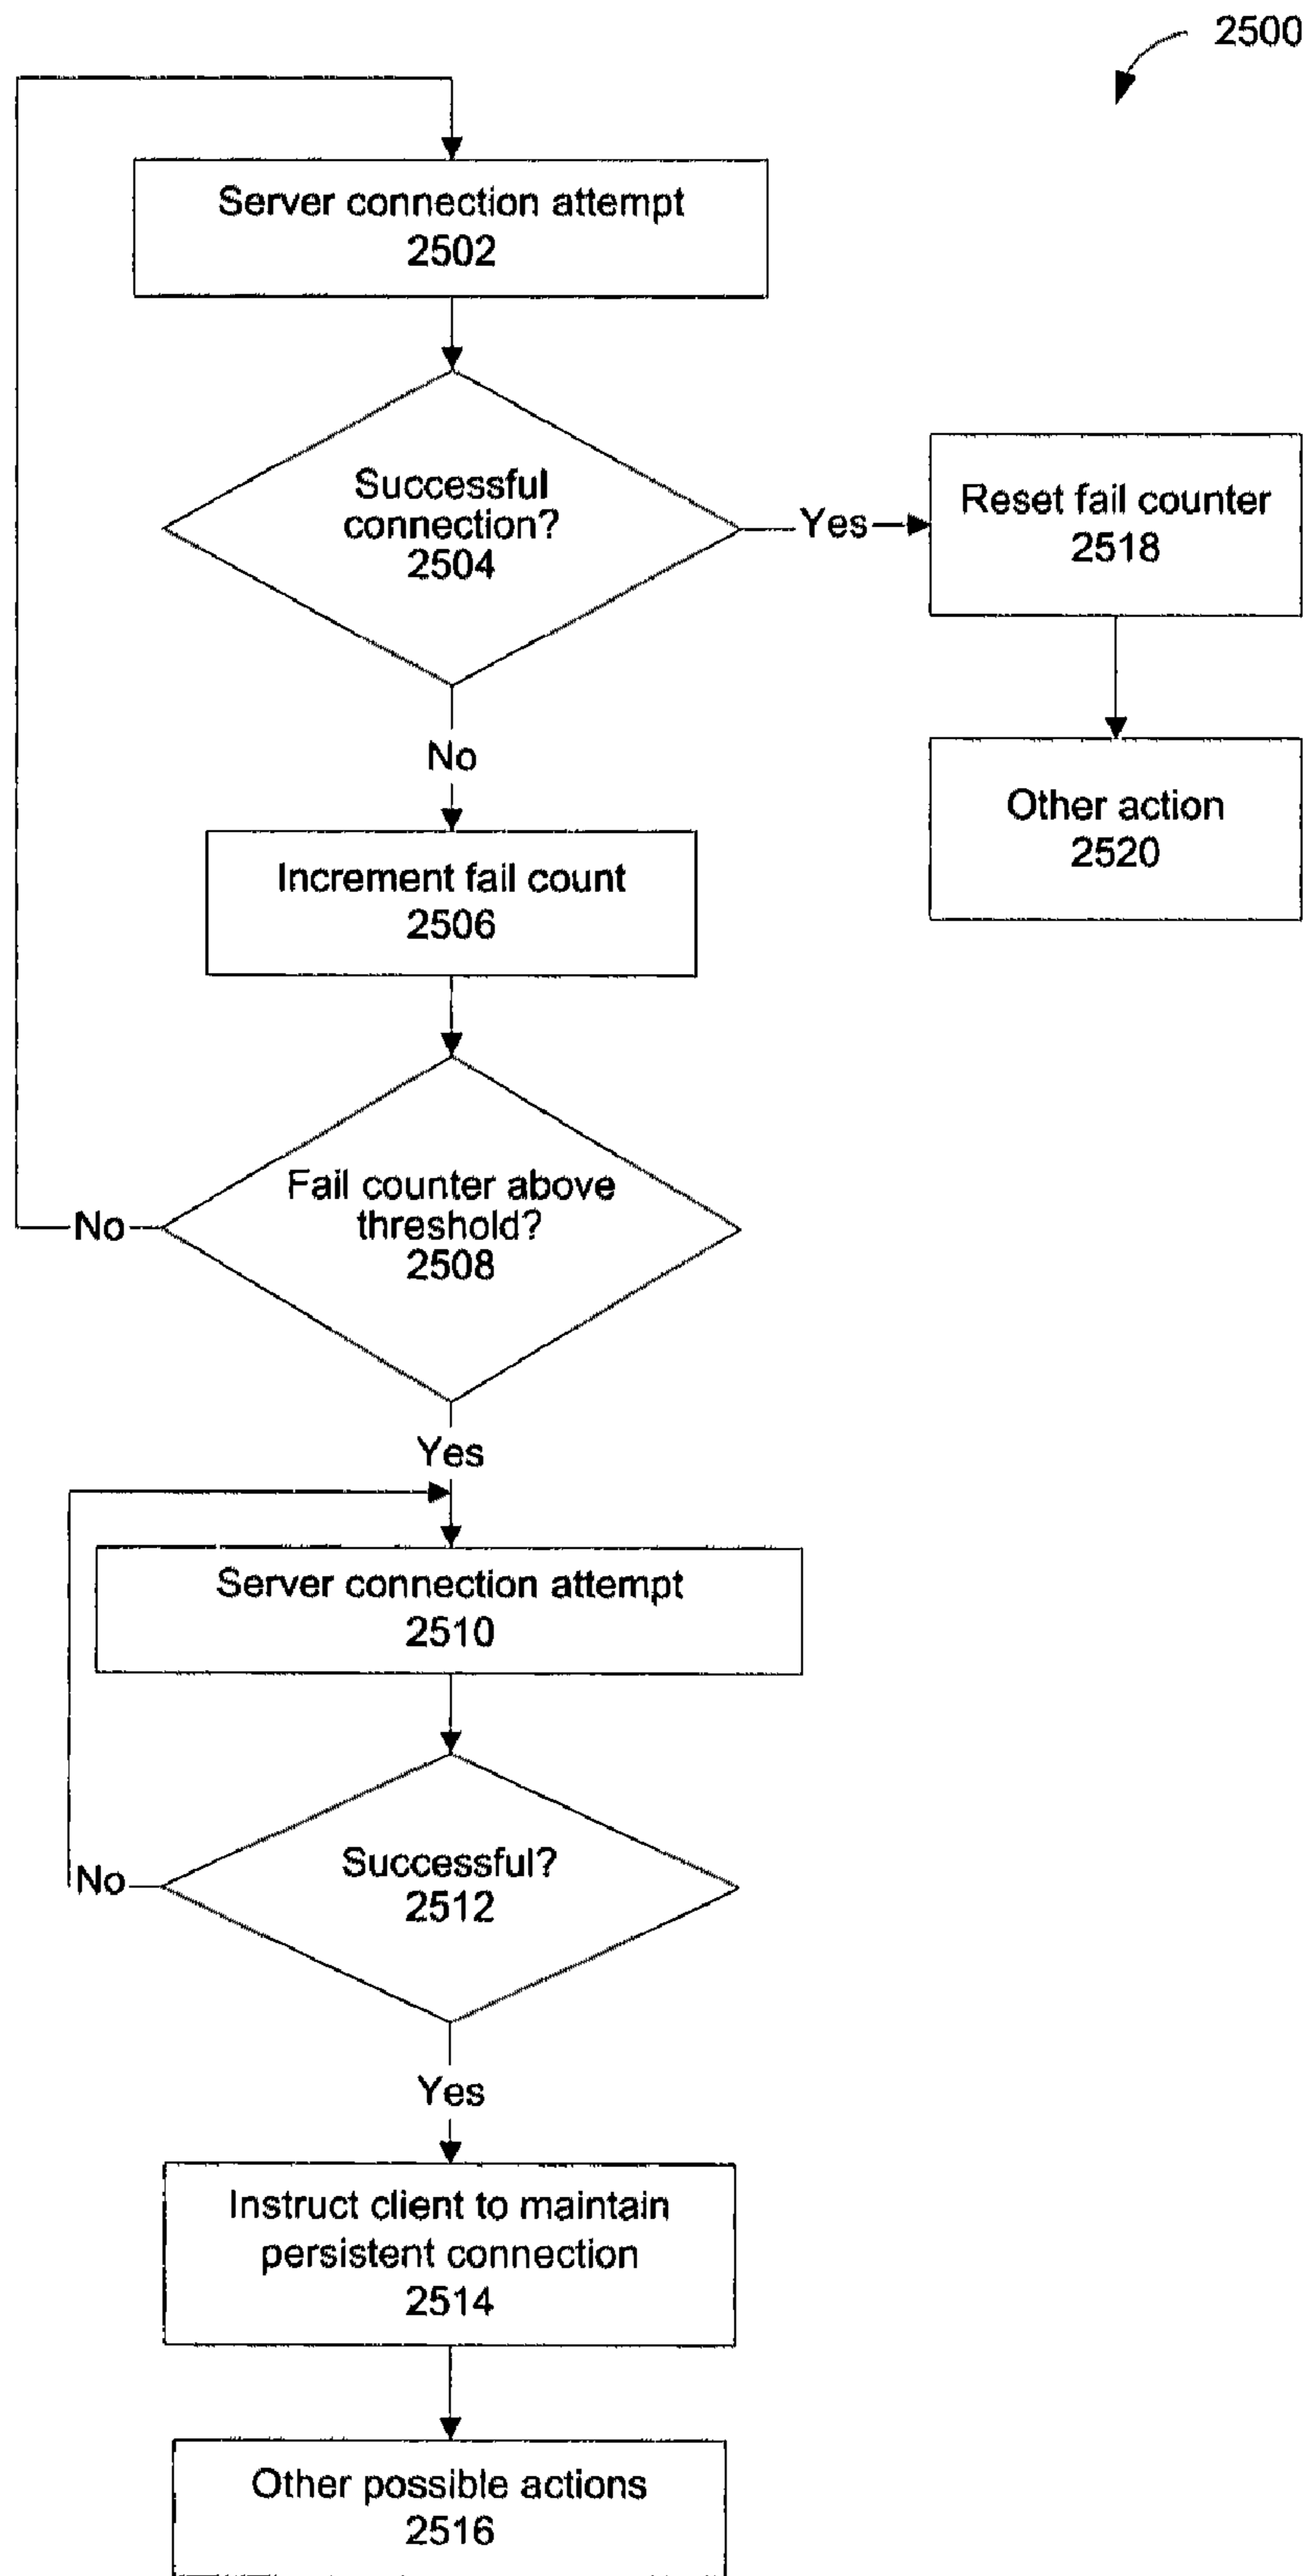 2500
Server connection attempt
2502
Successful
connection?
2504
Yes
Reset fail counter
2518
No
Other action
2520
Increment fail count
2506
Fail counter above
threshold?
2508
No
Yes
Server connection attempt
2510
Successful?
2512
No
Yes
Instruct client to maintain
persistent connection
2514
Other possible actions
2516